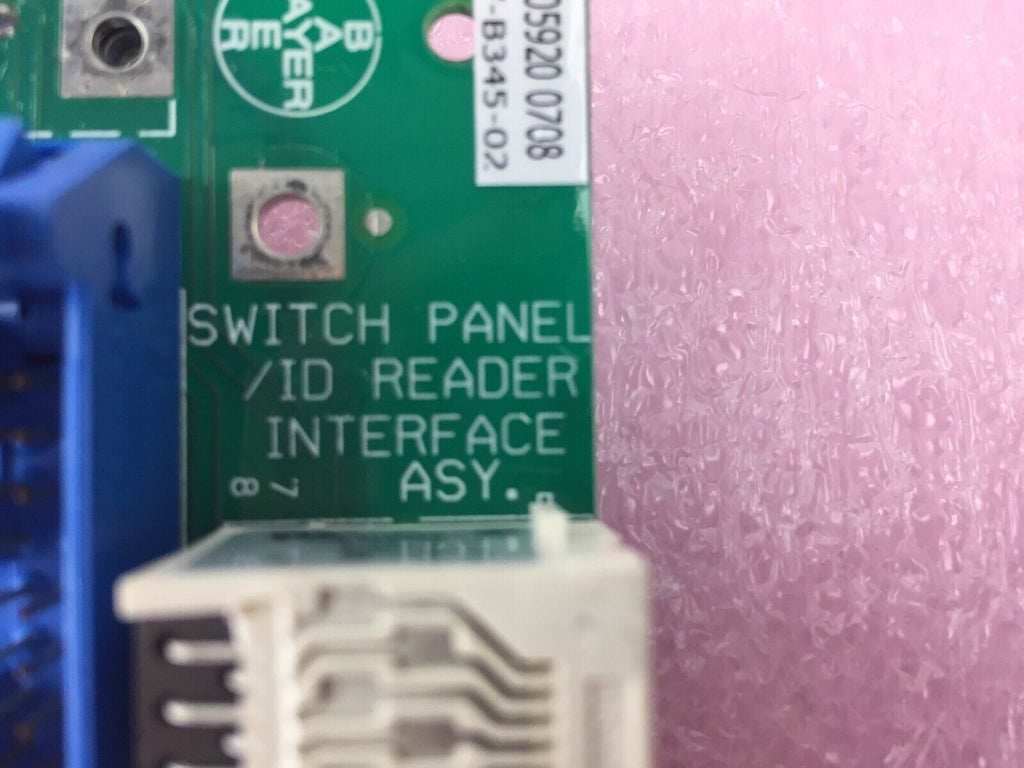 BAYER
BAYER
05920 0708
-B345-02
SWITCH PANEL
/ID READER
INTERFACE
ASY.
8 7